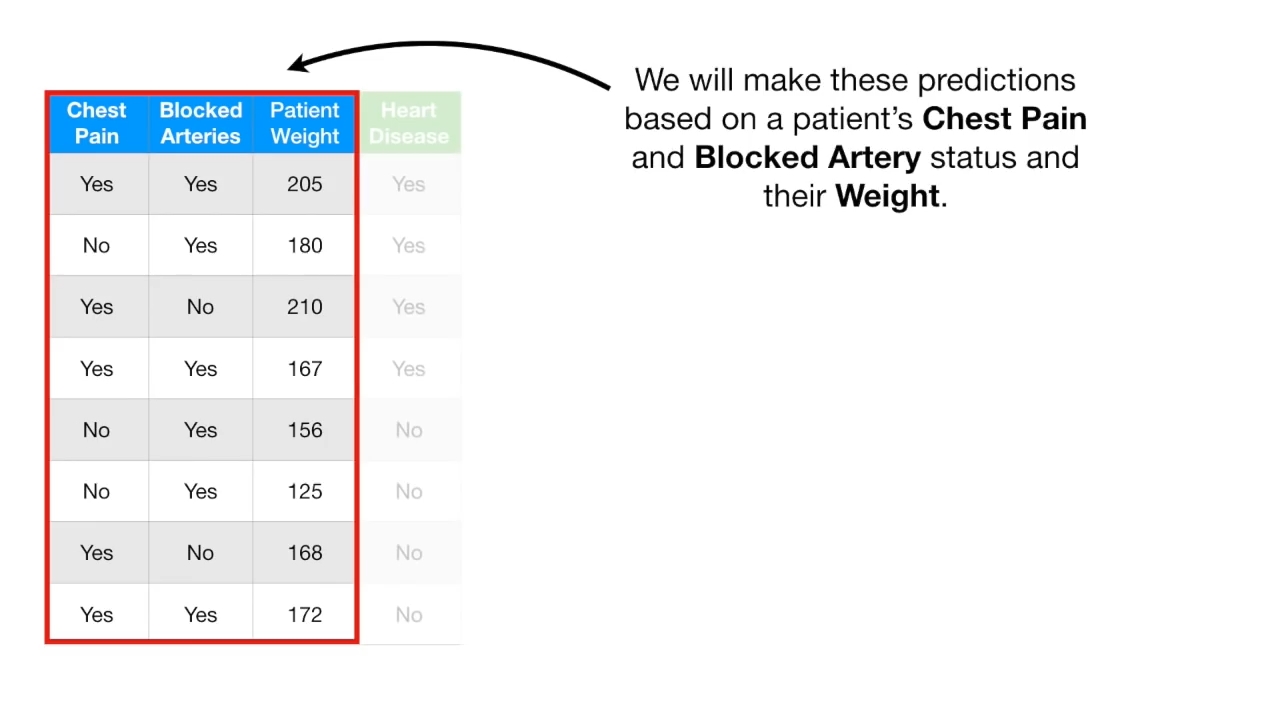 We will make these predictions
based on a patient’s Chest Pain
and Blocked Artery status and
their Weight.
Chest Pain Blocked Arteries Patient Weight Heart Disease
Yes Yes 205 Yes
No Yes 180 Yes
Yes No 210 Yes
Yes Yes 167 Yes
No Yes 156 No
No Yes 125 No
Yes No 168 No
Yes Yes 172 No